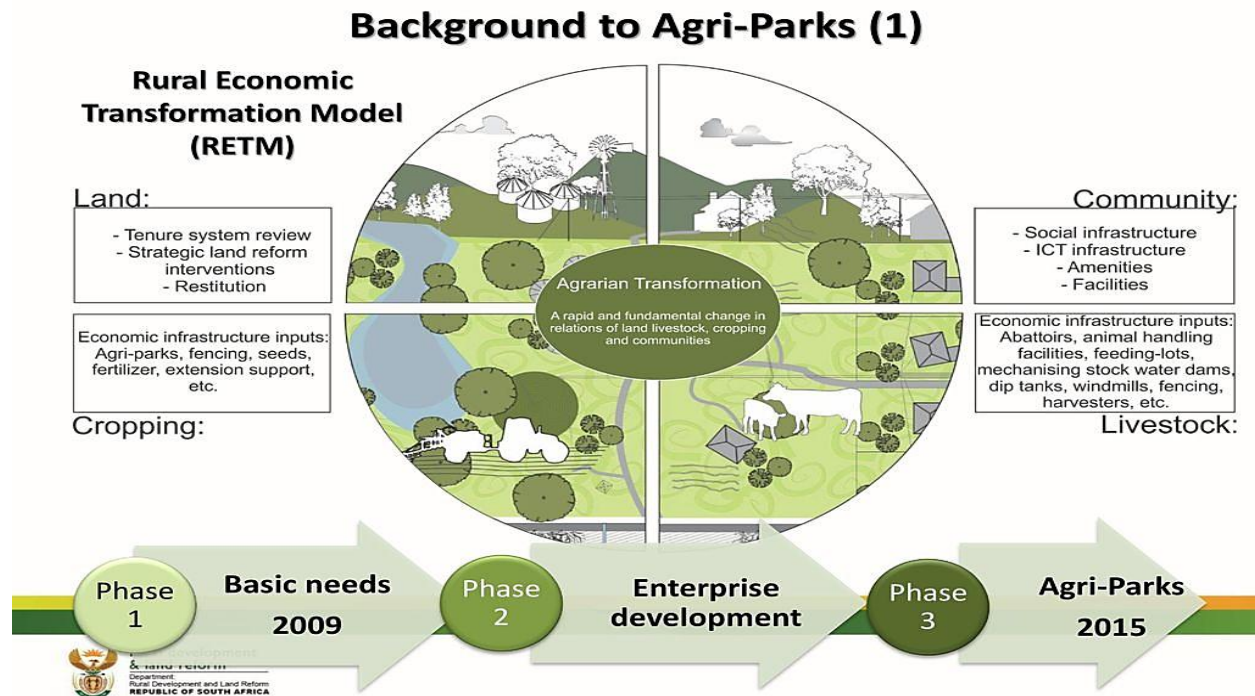 Background to Agri-Parks (1)
Rural Economic
Transformation Model
(RETM)
Land:
- Tenure system review
- Strategic land reform
interventions
- Restitution
Economic infrastructure inputs:
Agri-parks, fencing, seeds,
fertilizer, extension support,
etc.
Cropping:
Agrarian Transformation
A rapid and fundamental change in
relations of land livestock, cropping
and communities
Community:
- Social infrastructure
- ICT infrastructure
- Amenities
- Facilities
Economic infrastructure inputs:
Abattoirs, animal handling
facilities, feeding-lots,
mechanising stock water dams,
dip tanks, windmills, fencing,
harvesters, etc.
Livestock:
Phase
1
Basic needs
2009
Phase
2
Enterprise
development
Phase
3
Agri-Parks
2015
development
& land reform
Department:
Rural Development and Land Reform
REPUBLIC OF SOUTH AFRICA